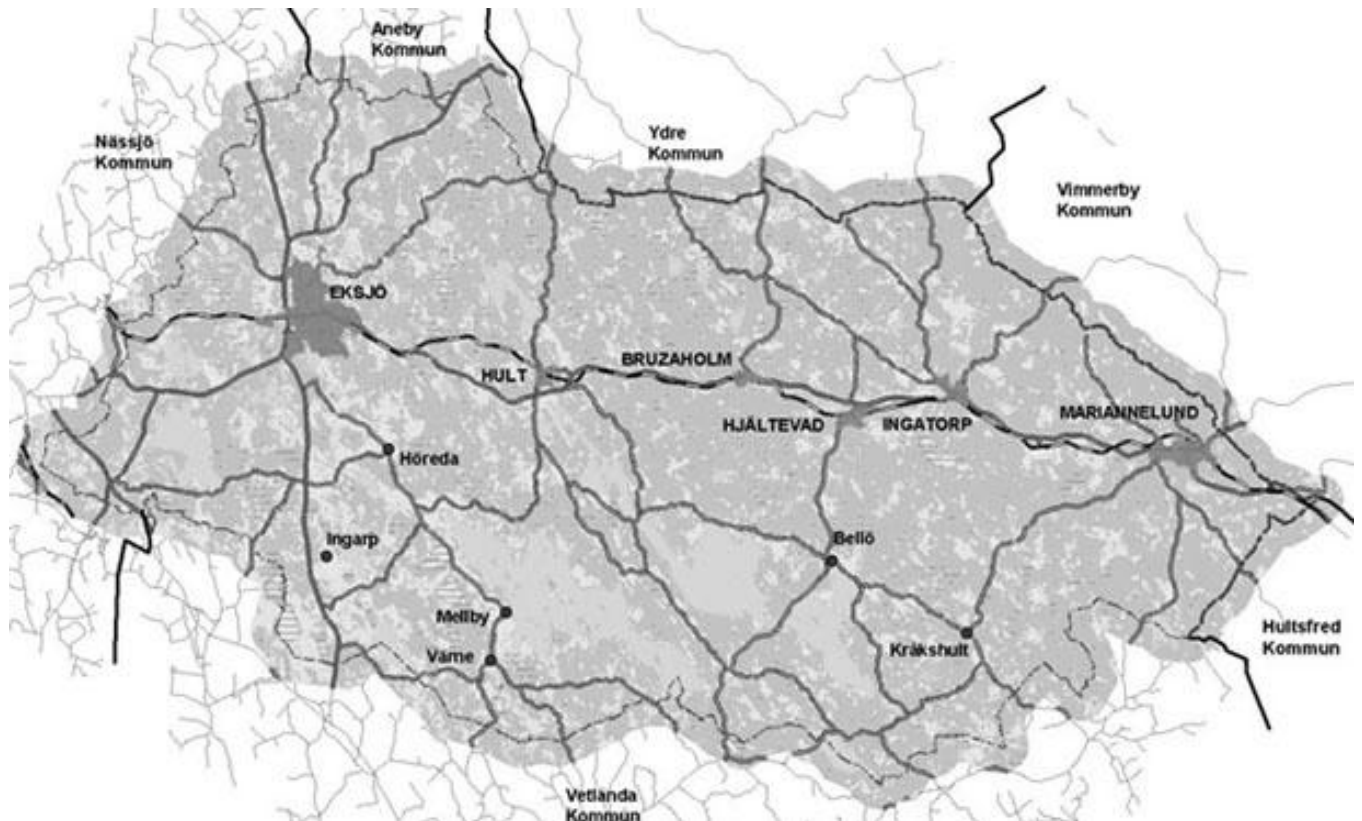 Aneby
Kommun
Nässjö
Kommun
Ydre
Kommun
Vimmerby
Kommun
EKSJÖ
BRUZAHOLM
HULT
HJÄLTEVAD
INGATORP
MARIANNELUND
Höreda
Ingarp
Bellö
Mellby
Värne
Kråkshult
Hultsfred
Kommun
Vetlanda
Kommun